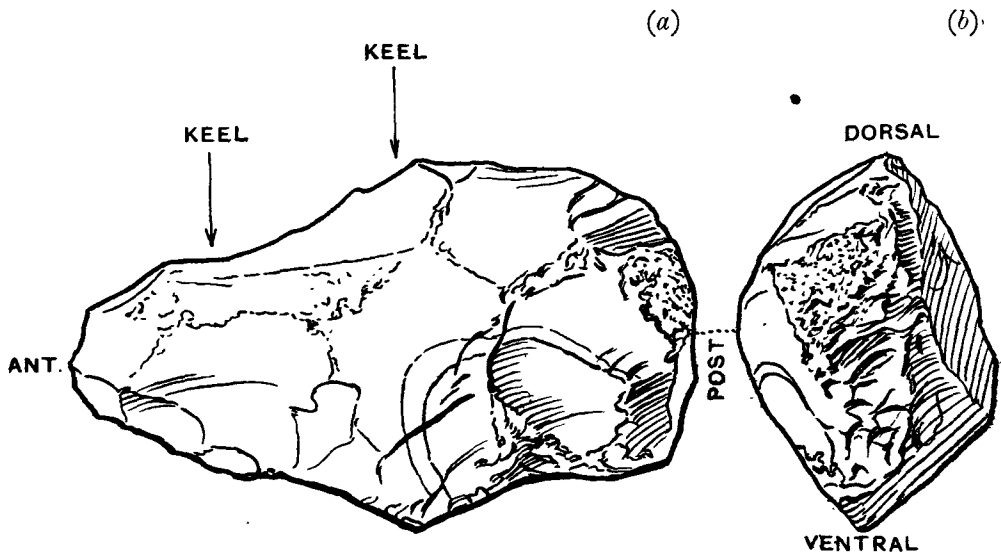 (a)
(b)
KEEL
KEEL
DORSAL
ANT.
POST.
VENTRAL